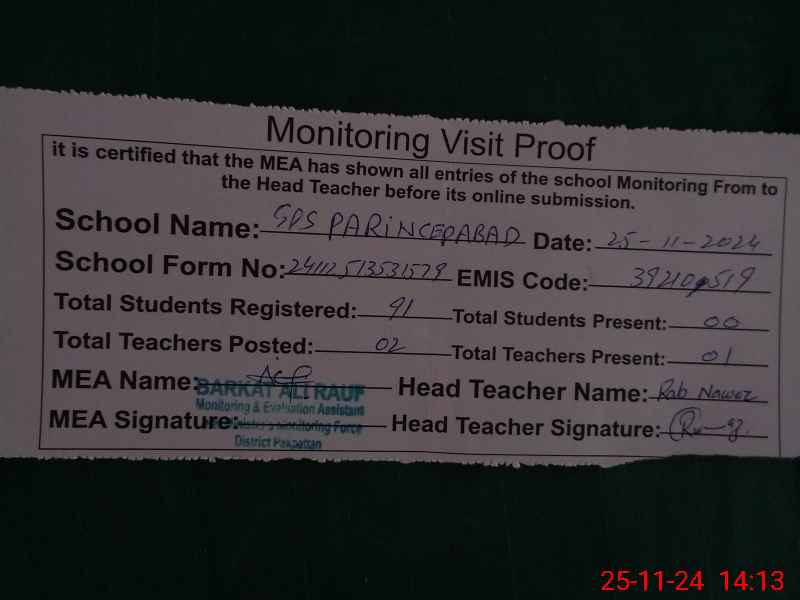 Monitoring Visit Proof
it is certified that the MEA has shown all entries of the school Monitoring From to
the Head Teacher before its online submission.
School Name: GPS PARINCEPABAD Date: 25-11-2024
School Form No: EMIS Code:
Total Students Registered: 91 Total Students Present: 00
Total Teachers Posted: 02 Total Teachers Present: 01
MEA Name: Head Teacher Name: Rab Nawaz
BARKAT ALI RAUF
Monitoring & Evaluation Assistant
MEA Signature: Head Teacher Signature:
Monitoring Force
District Pakpattan
25-11-24 14:13